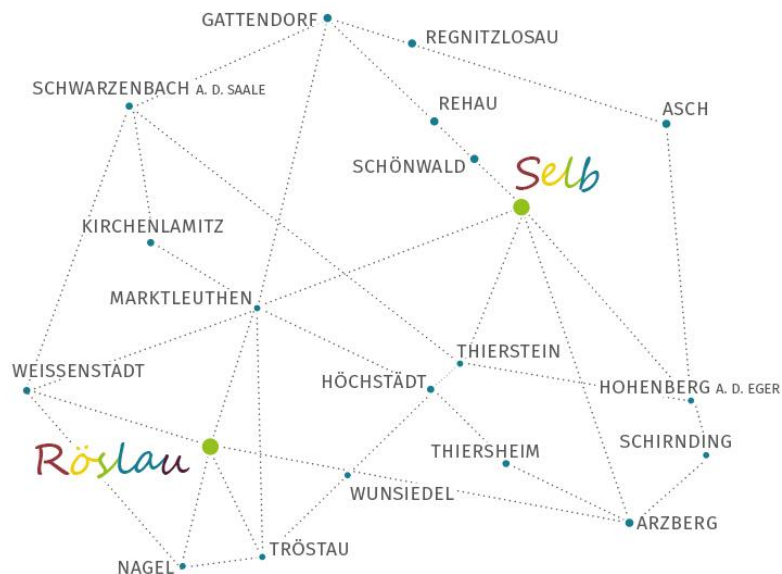 GATTENDORF
REGNITZLOSAU
SCHWARZENBACH A. D. SAALE
REHAU
ASCH
SCHÖNWALD
Selb
KIRCHENLAMITZ
MARKTLEUTHEN
THIERSTEIN
WEISSENSTADT
HÖCHSTÄDT
HOHENBERG A. D. EGER
SCHIRNDING
THIERSHEIM
Röslau
WUNSIEDEL
ARZBERG
TRÖSTAU
NAGEL